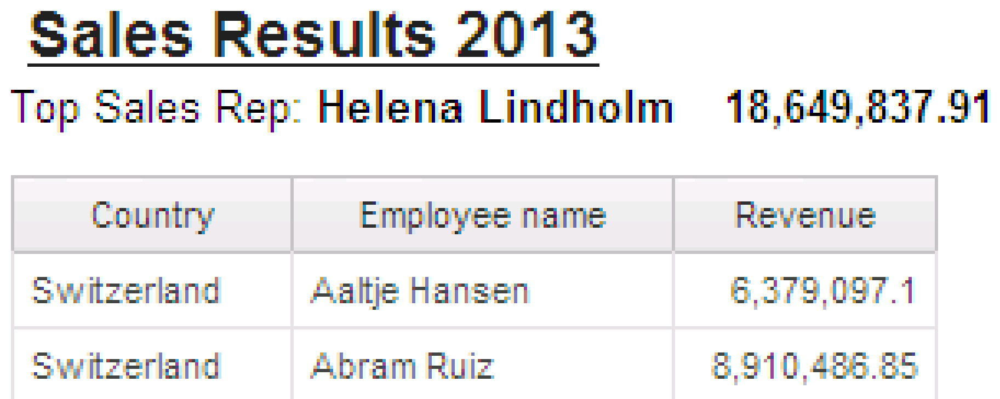 Sales Results 2013
Top Sales Rep: Helena Lindholm 18,649,837.91
Country Employee name Revenue
Switzerland Aaltje Hansen 6,379,097.1
Switzerland Abram Ruiz 8,910,486.85